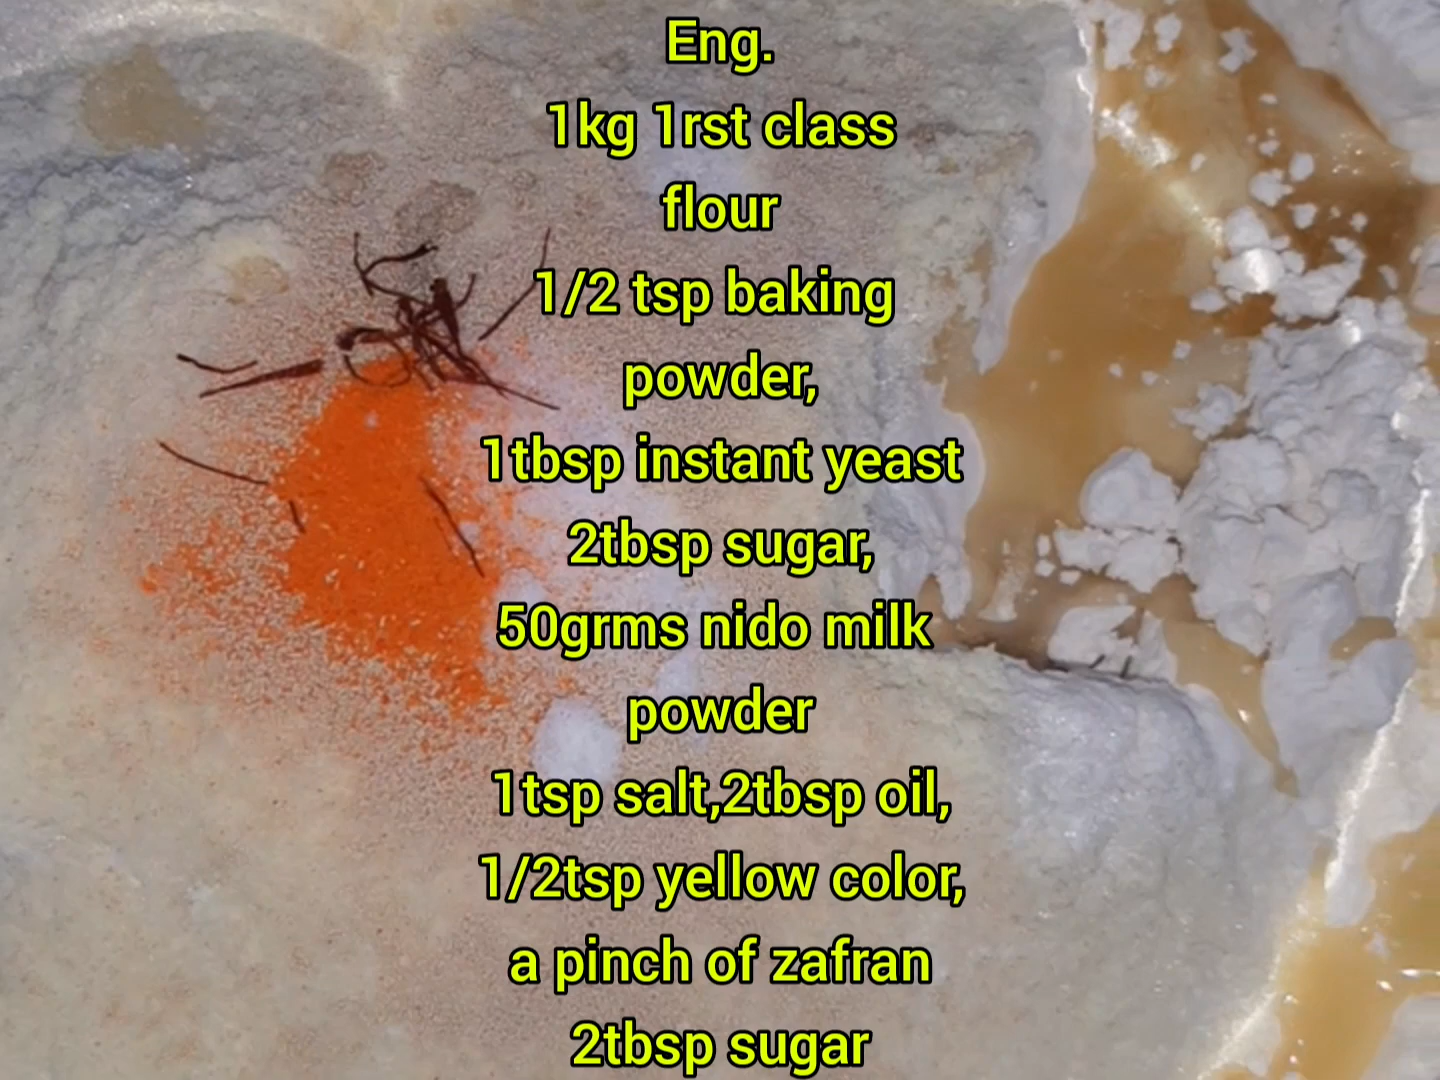 Eng.
1kg 1rst class
flour
1/2 tsp baking
powder,
1tbsp instant yeast
2tbsp sugar,
50grms nido milk
powder
1tsp salt,2tbsp oil,
1/2tsp yellow color,
a pinch of zafran
2tbsp sugar